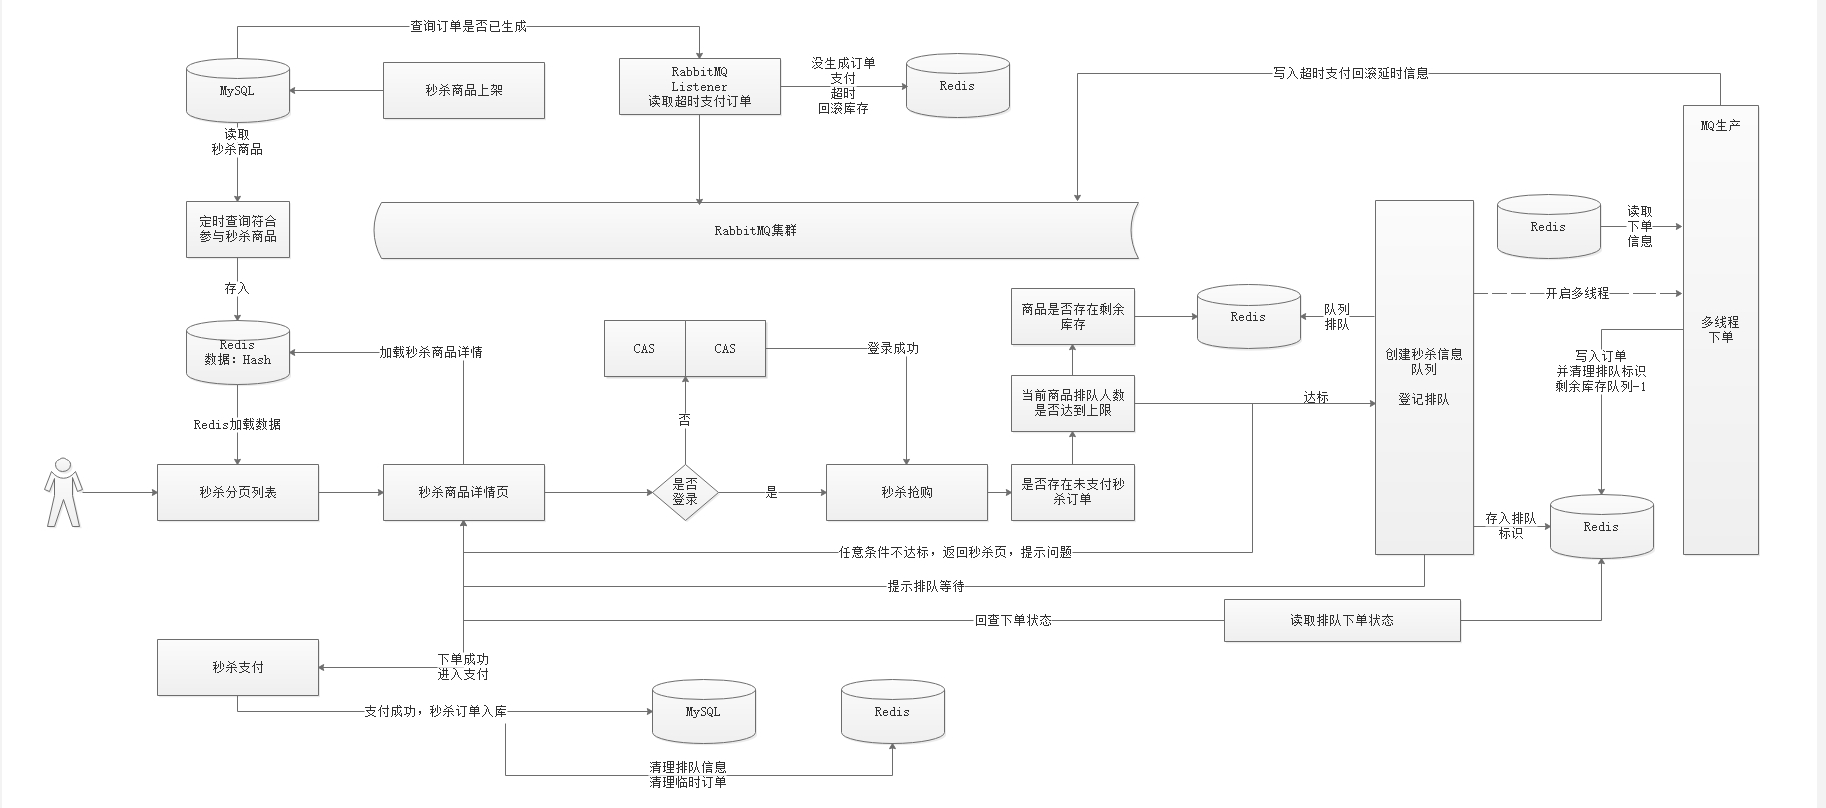 查询订单是否已生成
MySQL
秒杀商品上架
RabbitMQ
Listener
读取超时支付订单
没生成订单
支付
超时
回滚库存
Redis
写入超时支付回滚延时信息
MQ生产
多线程
下单
读取
秒杀商品
定时查询符合
参与秒杀商品
RabbitMQ集群
Redis
读取
下单
信息
存入
Redis
数据：Hash
加载秒杀商品详情
CAS
CAS
登录成功
商品是否存在剩余
库存
Redis
队列
排队
开启多线程
创建秒杀信息
队列
登记排队
写入订单
并清理排队标识
剩余库存队列-1
当前商品排队人数
是否达到上限
达标
否
Redis加载数据
秒杀分页列表
秒杀商品详情页
是否
登录
是
秒杀抢购
是否存在未支付秒
杀订单
存入排队
标识
Redis
任意条件不达标，返回秒杀页，提示问题
提示排队等待
回查下单状态
读取排队下单状态
秒杀支付
下单成功
进入支付
支付成功，秒杀订单入库
MySQL
Redis
清理排队信息
清理临时订单